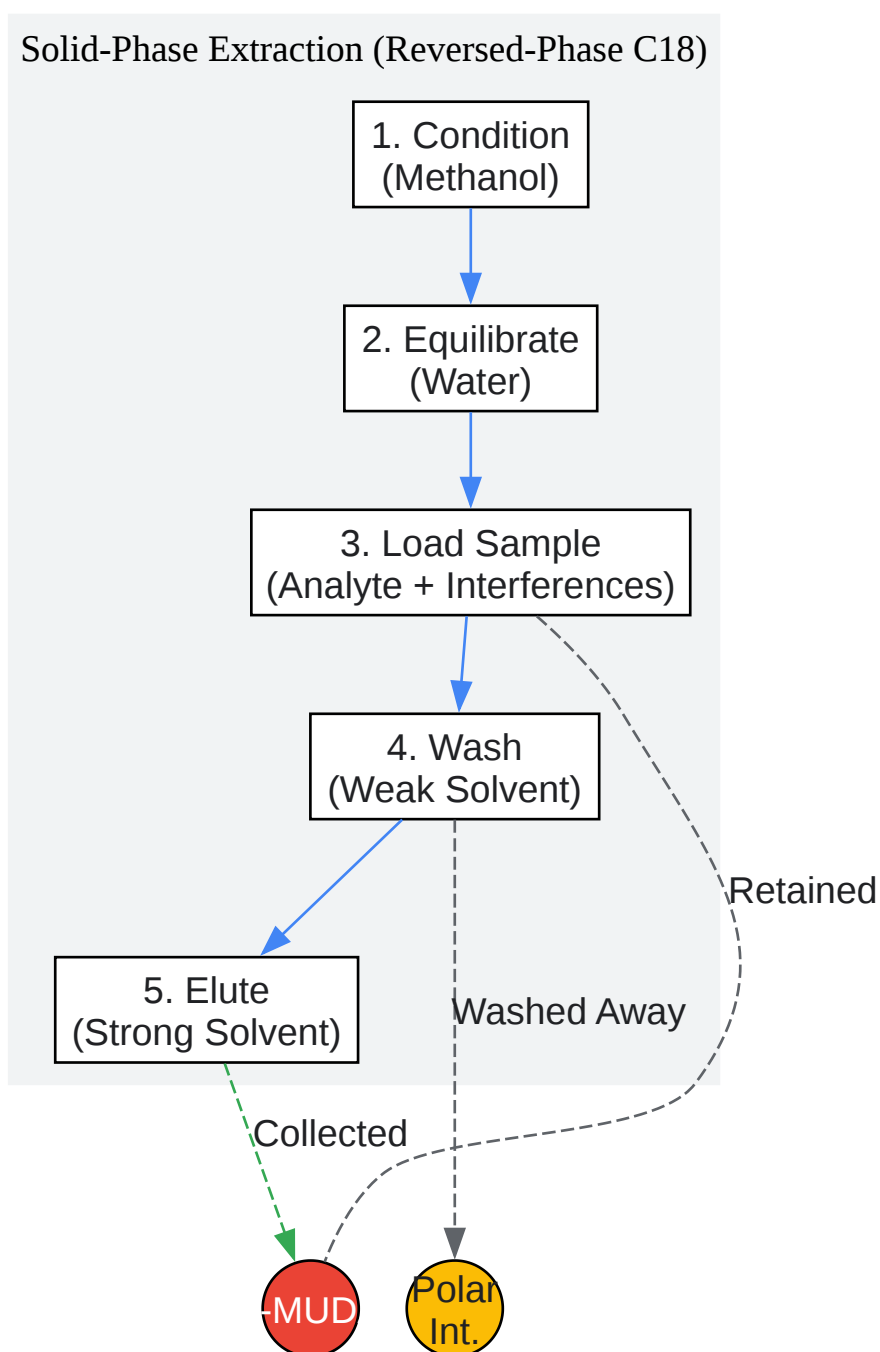 Solid-Phase Extraction (Reversed-Phase C18)
1. Condition
(Methanol)
2. Equilibrate
(Water)
3. Load Sample
(Analyte + Interferences)
4. Wash
(Weak Solvent)
Retained
5. Elute
(Strong Solvent)
Washed Away
Collected
-MUD
Polar
Int.